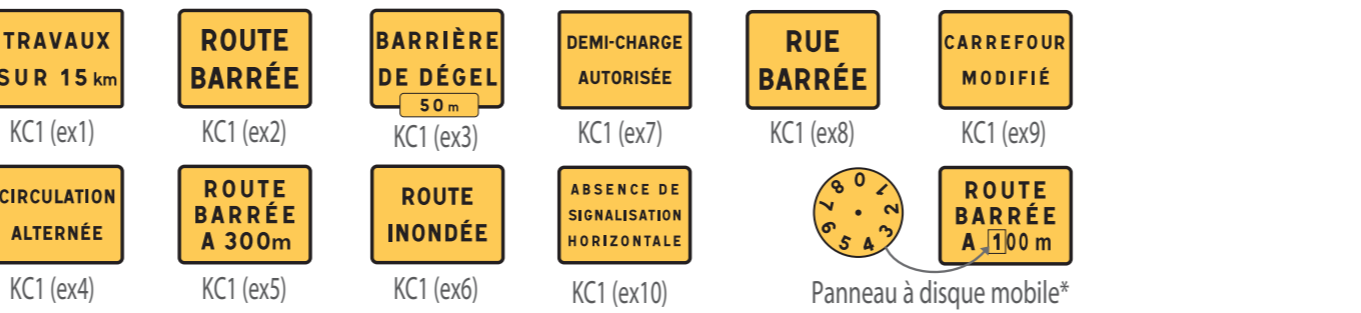 TRAVAUX
SUR 15 km
KC1 (ex1)
ROUTE
BARRÉE
KC1 (ex2)
BARRIÈRE
DE DÉGEL
50 m
KC1 (ex3)
DEMI-CHARGE
AUTORISÉE
KC1 (ex7)
RUE
BARRÉE
KC1 (ex8)
CARREFOUR
MODIFIÉ
KC1 (ex9)
CIRCULATION
ALTERNÉE
KC1 (ex4)
ROUTE
BARRÉE
A 300m
KC1 (ex5)
ROUTE
INONDÉE
KC1 (ex6)
ABSENCE DE
SIGNALISATION
HORIZONTALE
KC1 (ex10)
0 1 2 3 4 5 6 7 8
ROUTE
BARRÉE
A 100 m
Panneau à disque mobile*